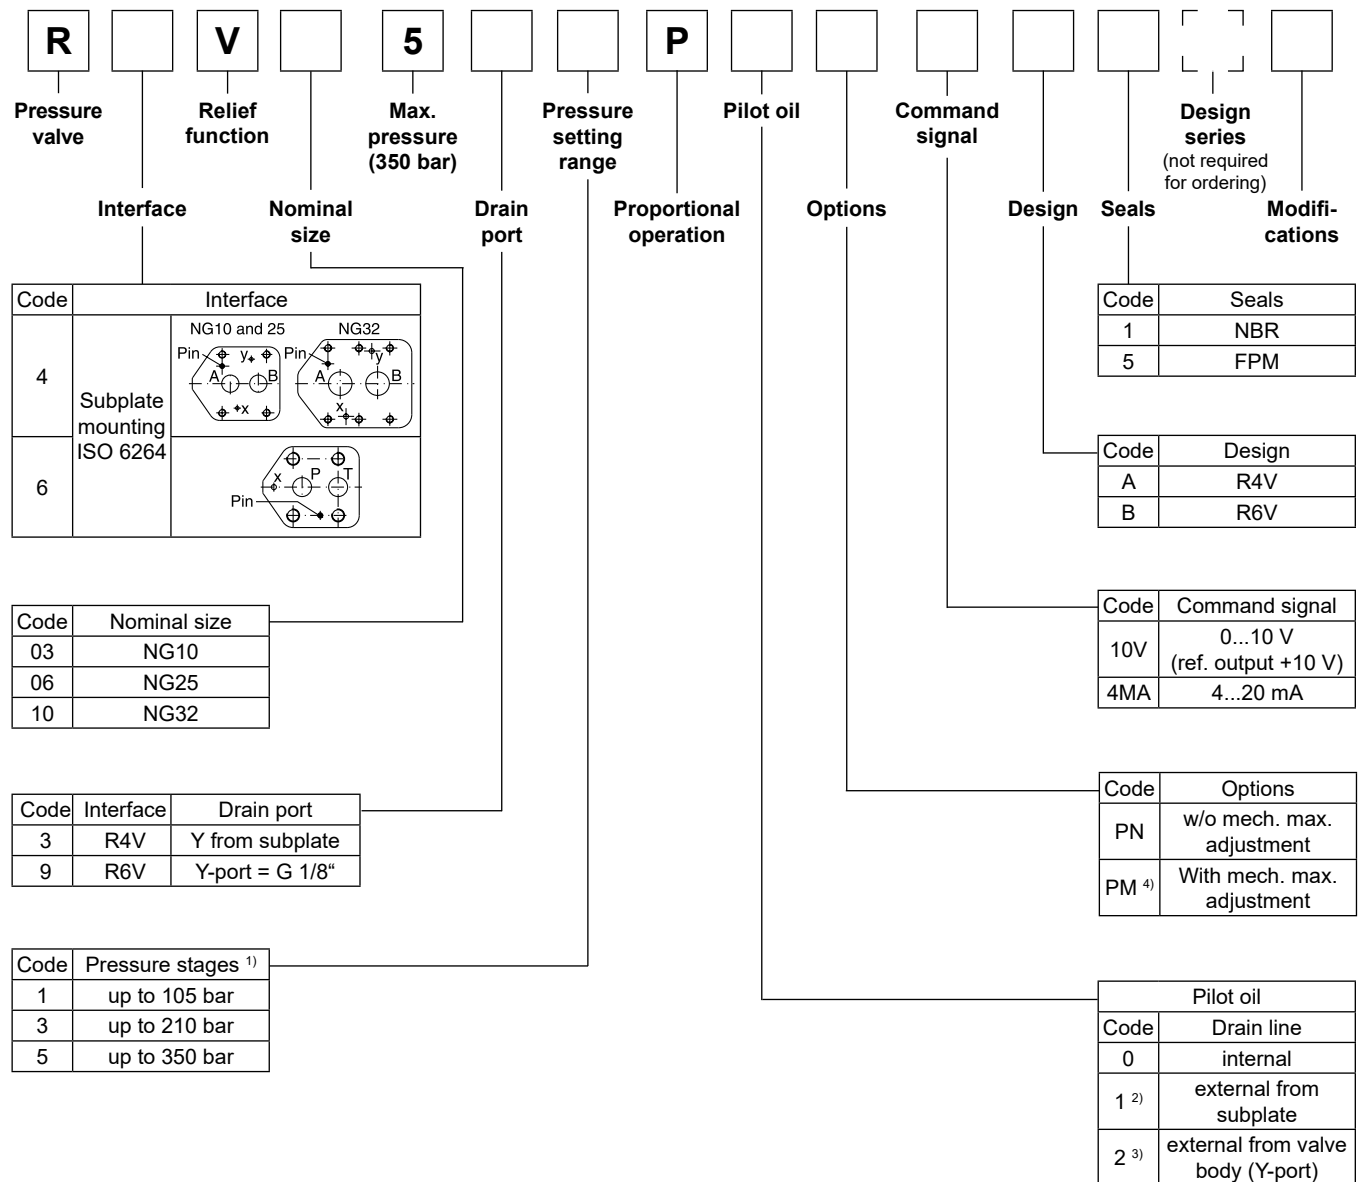 R V 5 P
Pressure valve
Relief function
Max. pressure (350 bar)
Pressure setting range
Pilot oil
Command signal
Design series (not required for ordering)
Interface
Nominal size
Drain port
Proportional operation
Options
Design
Seals
Modifi-cations
Code Interface
4
6
Subplate mounting ISO 6264
NG10 and 25 NG32
Pin y A B x
Pin y A B x
x P T
Pin
Code Seals
1 NBR
5 FPM
Code Design
A R4V
B R6V
Code Nominal size
03 NG10
06 NG25
10 NG32
Code Command signal
10V 0...10 V
(ref. output +10 V)
4MA 4...20 mA
Code Interface Drain port
3 R4V Y from subplate
9 R6V Y-port = G 1/8“
Code Options
PN w/o mech. max.
adjustment
PM 4) With mech. max.
adjustment
Code Pressure stages 1)
1 up to 105 bar
3 up to 210 bar
5 up to 350 bar
Pilot oil
Code Drain line
0 internal
1 2) external from
subplate
2 3) external from valve
body (Y-port)